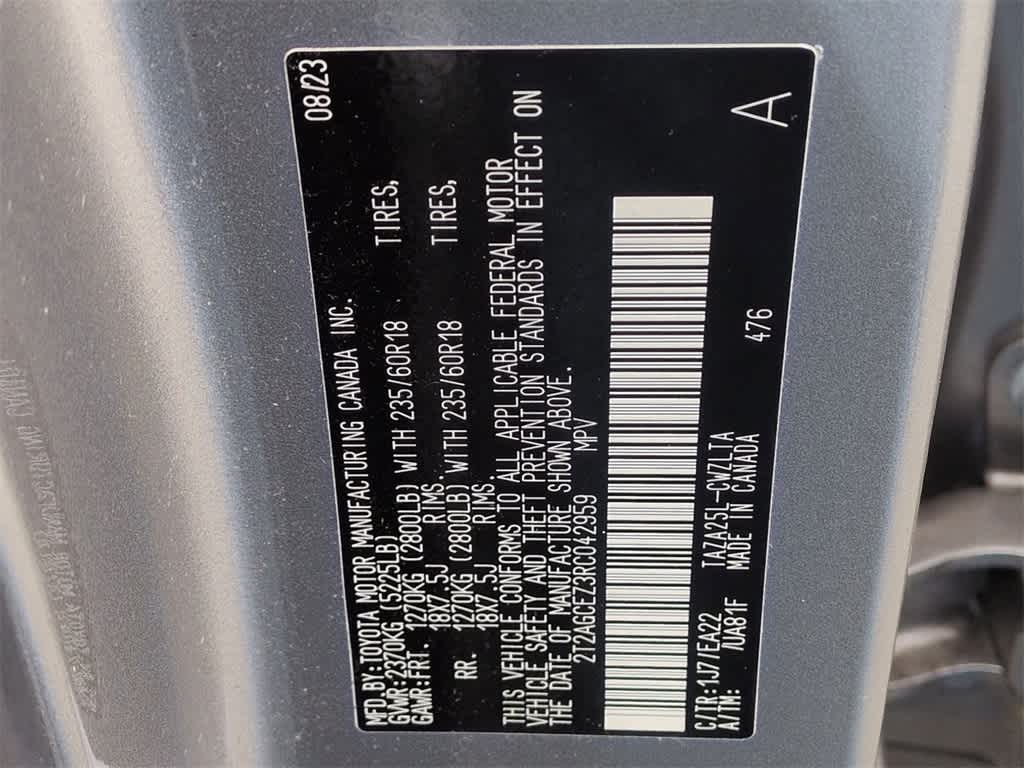 MFD.BY:TOYOTA MOTOR MANUFACTURING CANADA INC. 08/23
GVWR:2370KG (5225LB)
GAWR:FRT. 1270KG (2800LB) WITH 235/60R18 TIRES,
18X7.5J RIMS.
RR. 1270KG (2800LB) WITH 235/60R18 TIRES,
18X7.5J RIMS.
THIS VEHICLE CONFORMS TO ALL APPLICABLE FEDERAL MOTOR
VEHICLE SAFETY AND THEFT PREVENTION STANDARDS IN EFFECT ON
THE DATE OF MANUFACTURE SHOWN ABOVE.
2T2AGCEZ3RC042959 MPV
C/TR:1J7/EA22 TAZA25L-CWZLTA
A/TM: /UA81F MADE IN CANADA
476
A